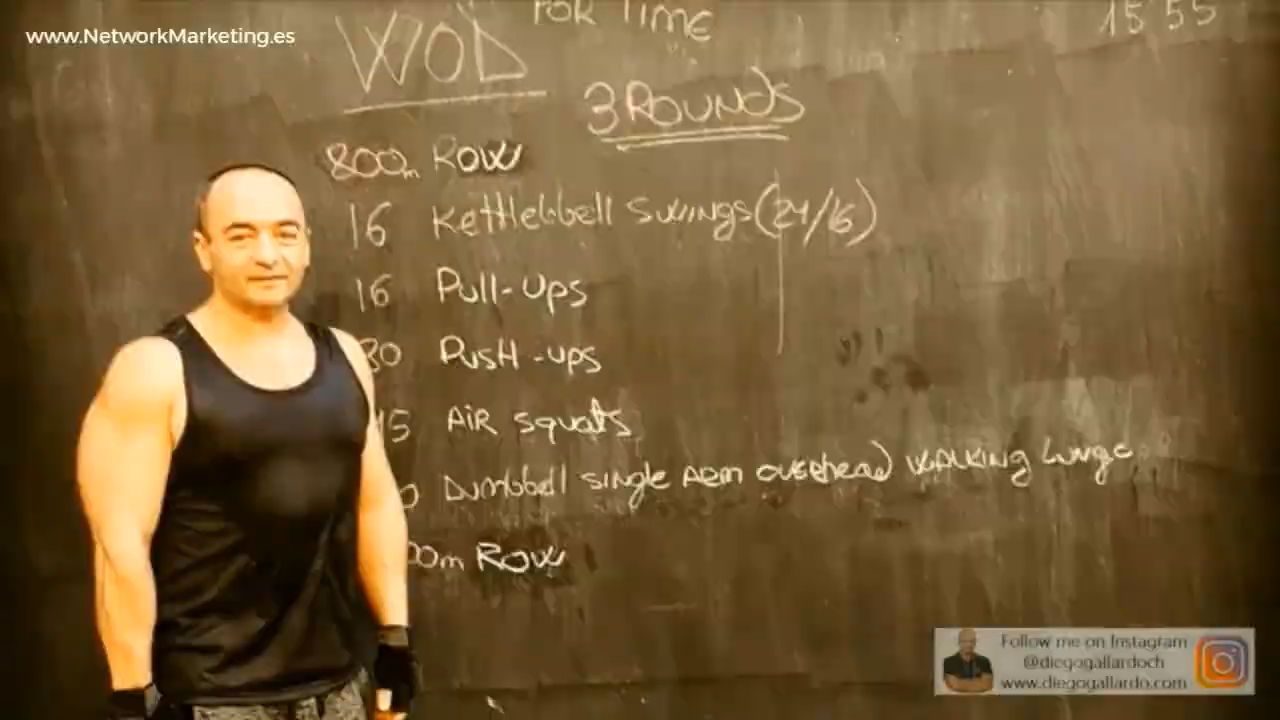 www.NetworkMarketing.es
FOR TIME
15:55
WOD
3 ROUNDS
800m ROW
16 Kettlebell swings (24/16)
16 Pull-Ups
30 PUSH-UPS
AiR squats
Dumbbell single ARM overhead WALKING Lunge
00m ROW
Follow me on Instagram
@diegogallardoch
www.diegogallardo.com